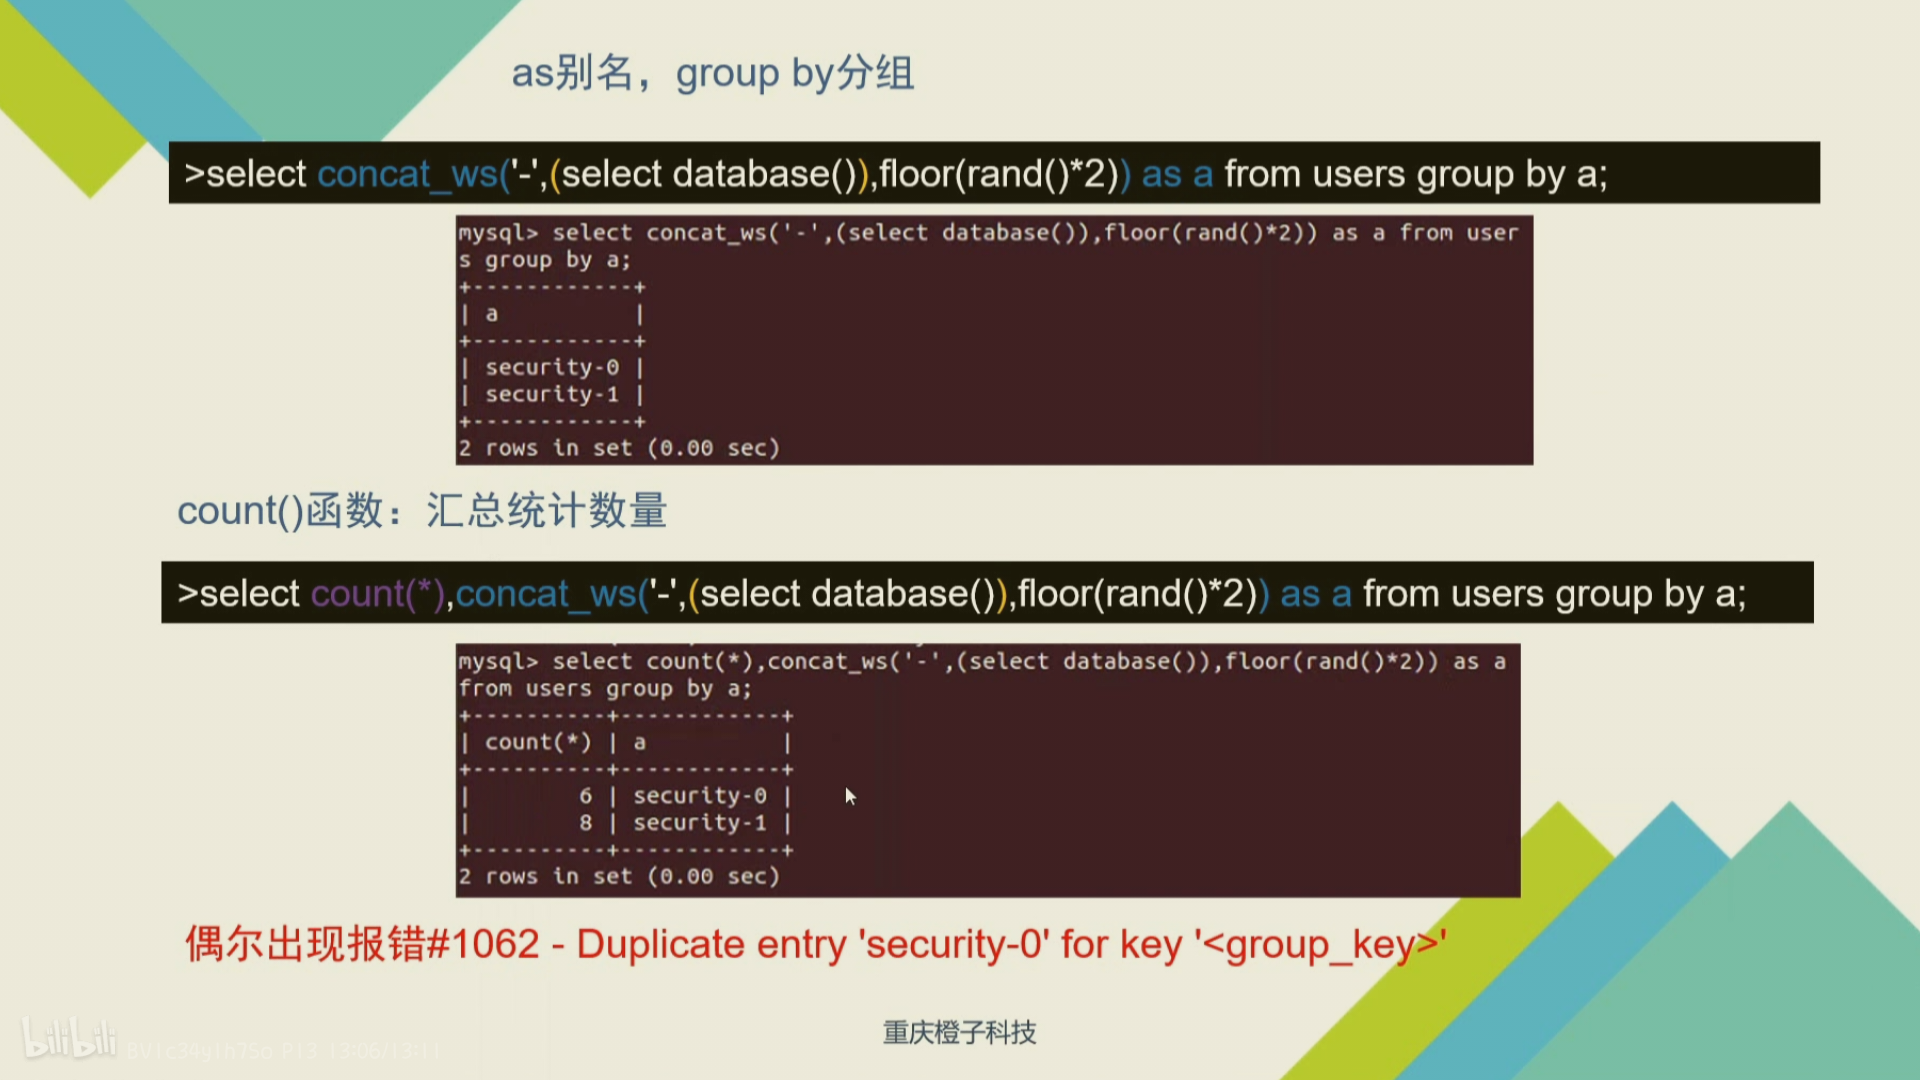 as别名，group by分组
>select concat_ws('-',(select database()),floor(rand()*2)) as a from users group by a;
mysql> select concat_ws('-',(select database()),floor(rand()*2)) as a from user
s group by a;
+------------+
| a          |
+------------+
| security-0 |
| security-1 |
+------------+
2 rows in set (0.00 sec)
count()函数：汇总统计数量
>select count(*),concat_ws('-',(select database()),floor(rand()*2)) as a from users group by a;
mysql> select count(*),concat_ws('-',(select database()),floor(rand()*2)) as a
from users group by a;
+----------+------------+
| count(*) | a          |
+----------+------------+
|        6 | security-0 |
|        8 | security-1 |
+----------+------------+
2 rows in set (0.00 sec)
偶尔出现报错#1062 - Duplicate entry 'security-0' for key '<group_key>'
重庆橙子科技
bilibili
P13 13:06/13:11